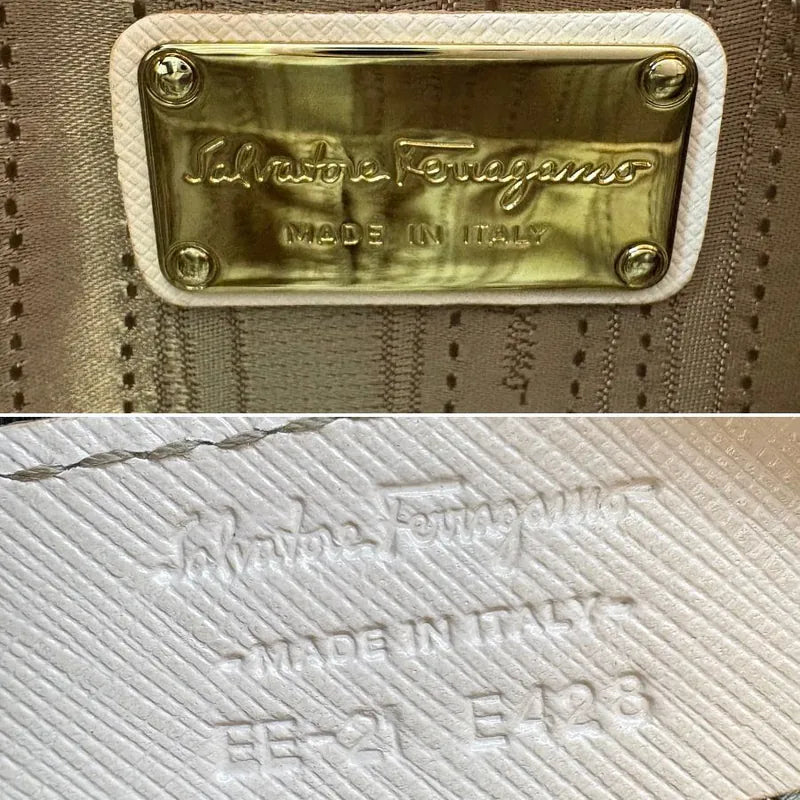 Salvatore Ferragamo
MADE IN ITALY
Salvatore Ferragamo
-MADE IN ITALY-
EE-21 E428